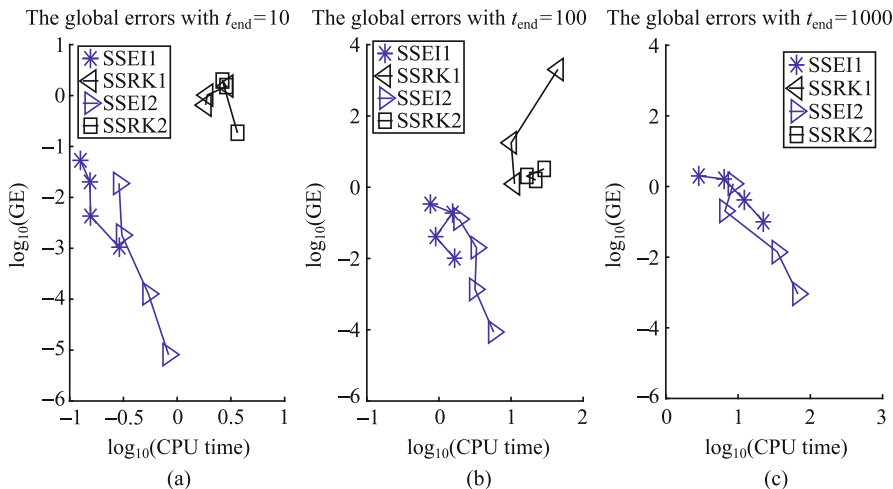 The global errors with t_end=10
The global errors with t_end=100
The global errors with t_end=1000
1
0
−1
−2
−3
−4
−5
−6
log10(GE)
SSEI1
SSRK1
SSEI2
SSRK2
−1
−0.5
0
0.5
1
log10(CPU time)
(a)
4
2
0
−2
−4
−6
log10(GE)
SSEI1
SSRK1
SSEI2
SSRK2
−1
0
1
2
log10(CPU time)
(b)
4
2
0
−2
−4
−6
log10(GE)
SSEI1
SSRK1
SSEI2
SSRK2
0
1
2
3
log10(CPU time)
(c)